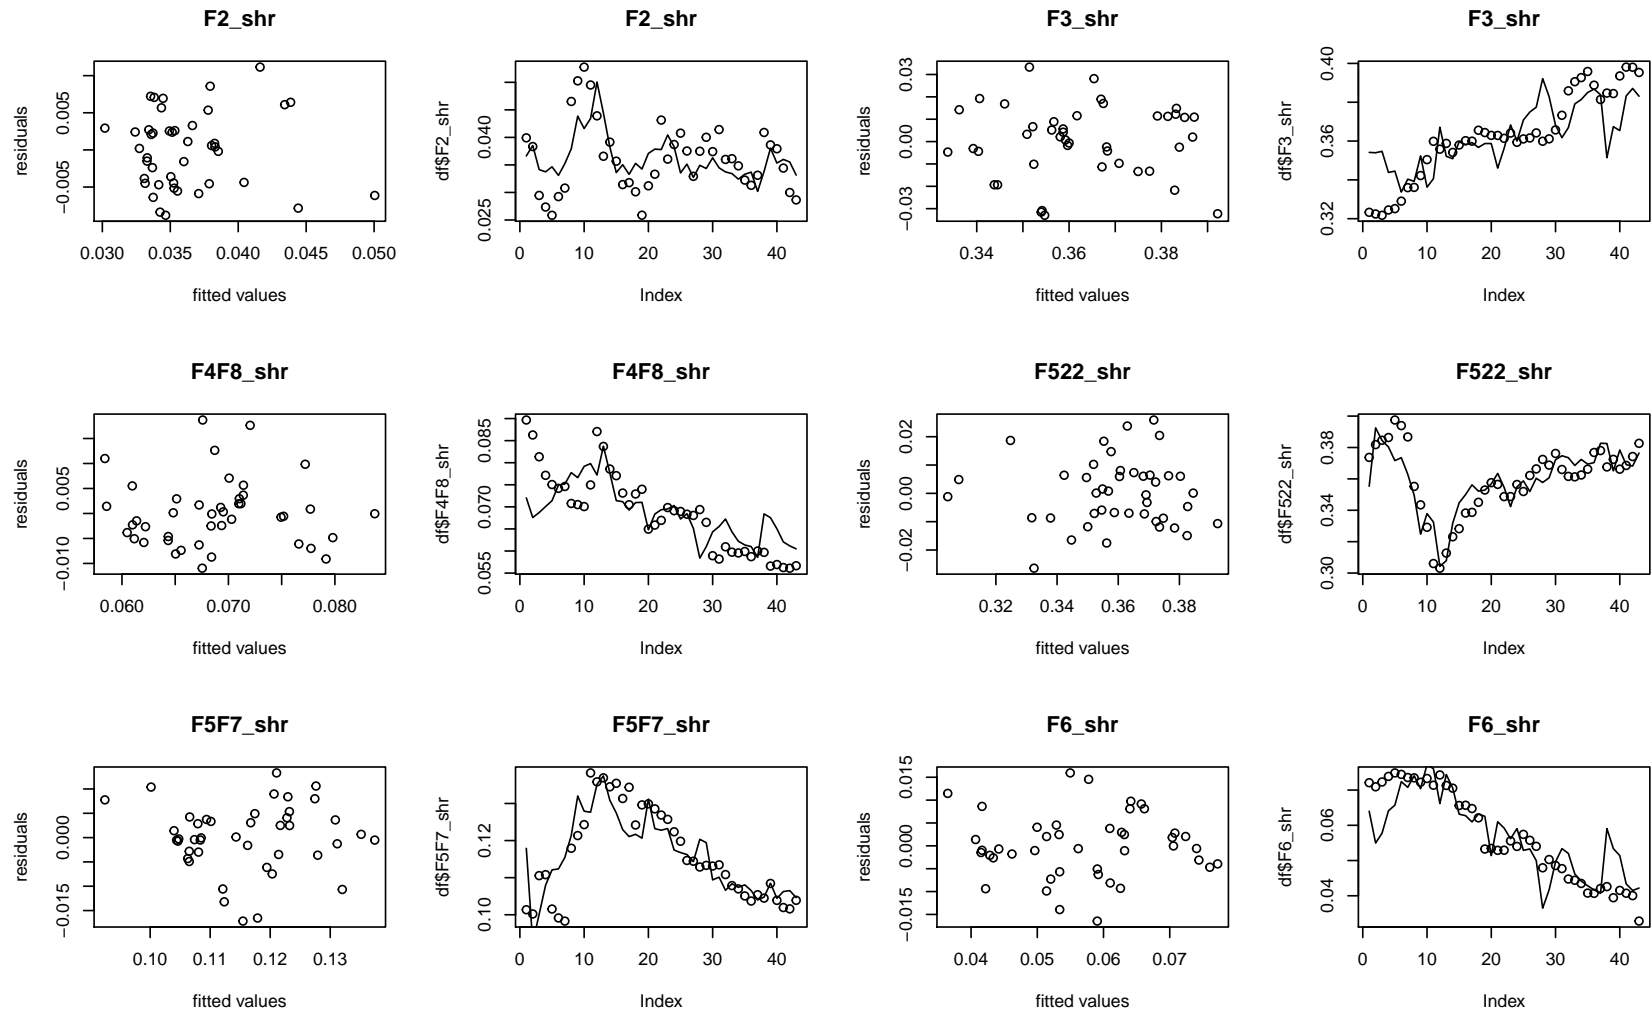 F2_shr
residuals
−0.005 0.005
0.030 0.035 0.040 0.045 0.050
fitted values
F2_shr
df$F2_shr
0.025 0.040
0 10 20 30 40
Index
F3_shr
residuals
−0.03 0.00 0.03
0.34 0.36 0.38
fitted values
F3_shr
df$F3_shr
0.32 0.36 0.40
0 10 20 30 40
Index
F4F8_shr
residuals
−0.010 0.005
0.060 0.070 0.080
fitted values
F4F8_shr
df$F4F8_shr
0.055 0.070 0.085
0 10 20 30 40
Index
F522_shr
residuals
−0.02 0.00 0.02
0.32 0.34 0.36 0.38
fitted values
F522_shr
df$F522_shr
0.30 0.34 0.38
0 10 20 30 40
Index
F5F7_shr
residuals
−0.015 0.000
0.10 0.11 0.12 0.13
fitted values
F5F7_shr
df$F5F7_shr
0.10 0.12
0 10 20 30 40
Index
F6_shr
residuals
−0.015 0.000 0.015
0.04 0.05 0.06 0.07
fitted values
F6_shr
df$F6_shr
0.04 0.06
0 10 20 30 40
Index